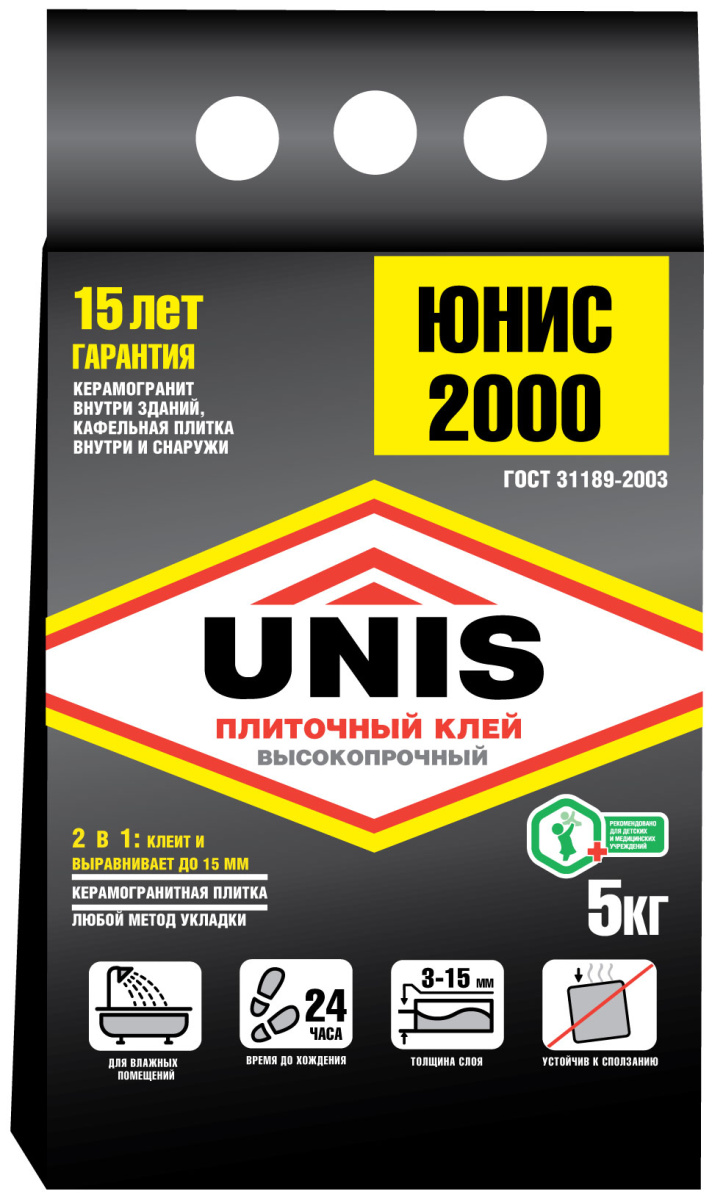 15 лет
ГАРАНТИЯ
КЕРАМОГРАНИТ
ВНУТРИ ЗДАНИЙ,
КАФЕЛЬНАЯ ПЛИТКА
ВНУТРИ И СНАРУЖИ
ЮНИС
2000
ГОСТ 31189-2003
UNIS
ПЛИТОЧНЫЙ КЛЕЙ
ВЫСОКОПРОЧНЫЙ
2 В 1: КЛЕИТ И
ВЫРАВНИВАЕТ ДО 15 ММ
КЕРАМОГРАНИТНАЯ ПЛИТКА
ЛЮБОЙ МЕТОД УКЛАДКИ
РЕКОМЕНДОВАНО
ДЛЯ ДЕТСКИХ
И МЕДИЦИНСКИХ
УЧРЕЖДЕНИЙ
5КГ
ДЛЯ ВЛАЖНЫХ
ПОМЕЩЕНИЙ
24
ЧАСА
ВРЕМЯ ДО ХОЖДЕНИЯ
3-15 ММ
ТОЛЩИНА СЛОЯ
УСТОЙЧИВ К СПОЛЗАНИЮ